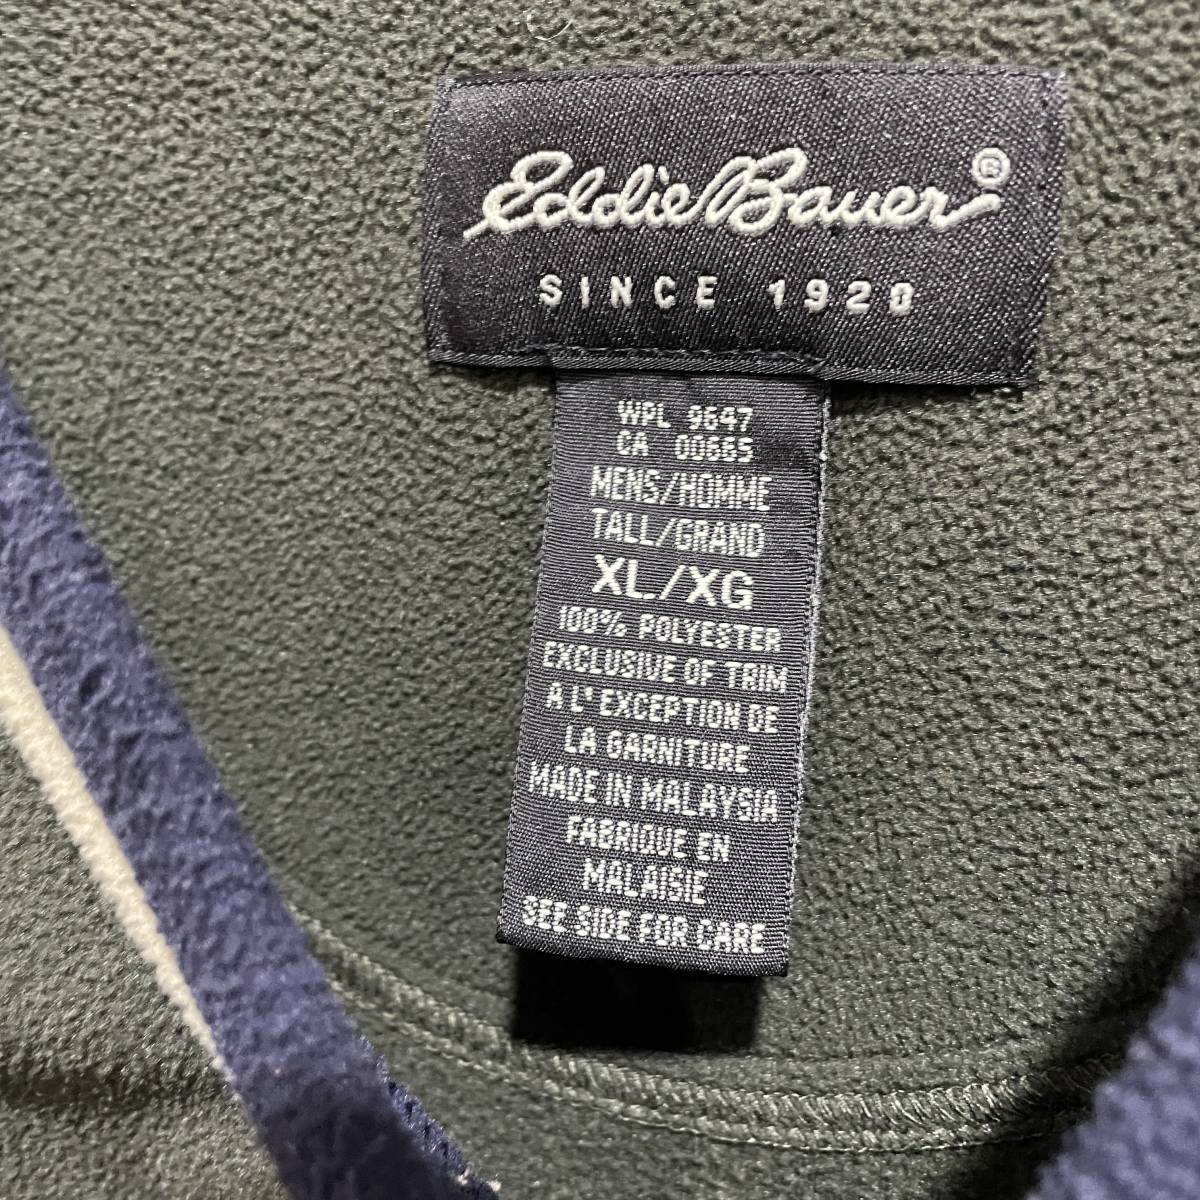 Eddie Bauer®
SINCE 1920
WPL 9647
CA 00665
MENS/HOMME
TALL/GRAND
XL/XG
100% POLYESTER
EXCLUSIVE OF TRIM
A L' EXCEPTION DE
LA GARNITURE
MADE IN MALAYSIA
FABRIQUE EN
MALAISIE
SEE SIDE FOR CARE